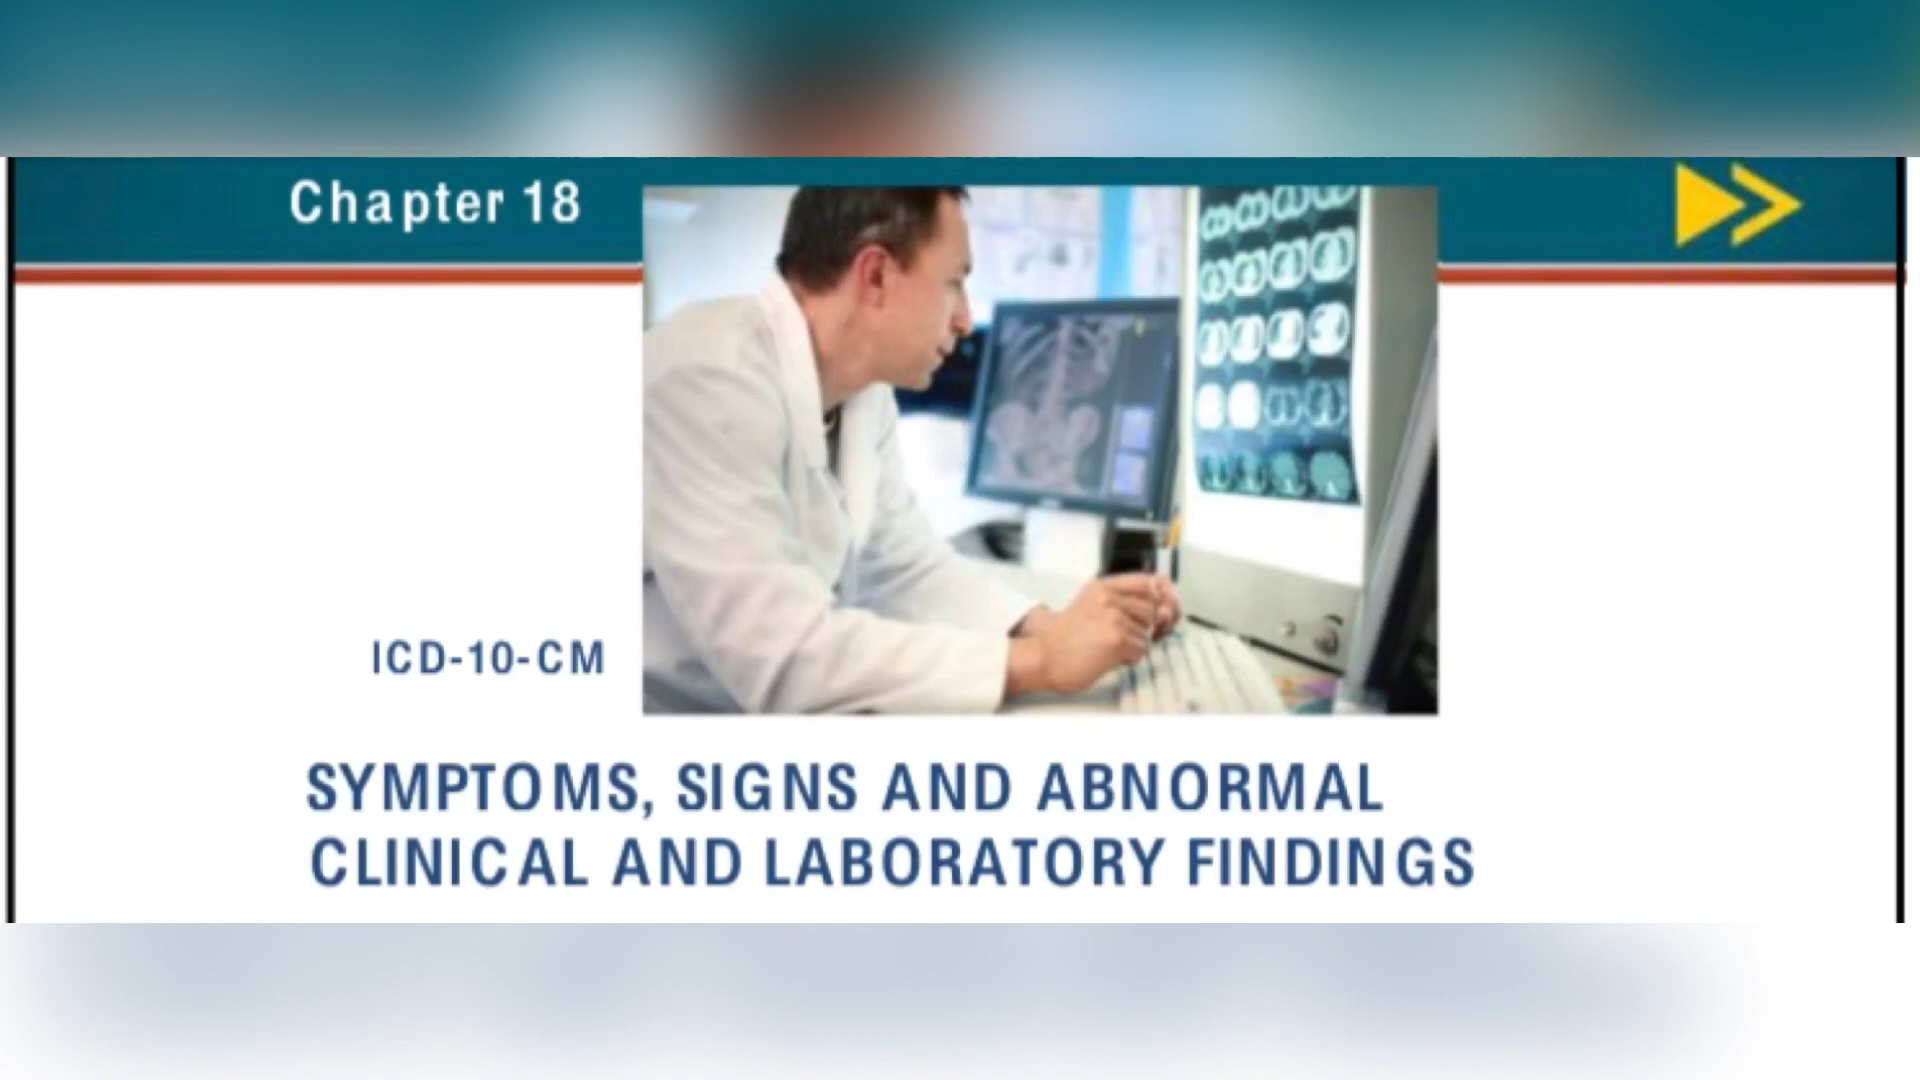 Chapter 18
ICD-10-CM
SYMPTOMS, SIGNS AND ABNORMAL
CLINICAL AND LABORATORY FINDINGS